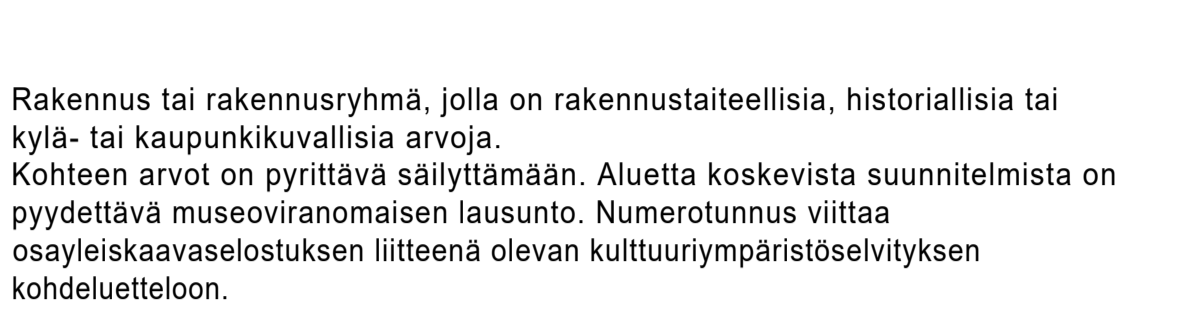 Rakennus tai rakennusryhmä, jolla on rakennustaiteellisia, historiallisia tai
kylä- tai kaupunkikuvallisia arvoja.
Kohteen arvot on pyrittävä säilyttämään. Aluetta koskevista suunnitelmista on
pyydettävä museoviranomaisen lausunto. Numerotunnus viittaa
osayleiskaavaselostuksen liitteenä olevan kulttuuriympäristöselvityksen
kohdeluetteloon.